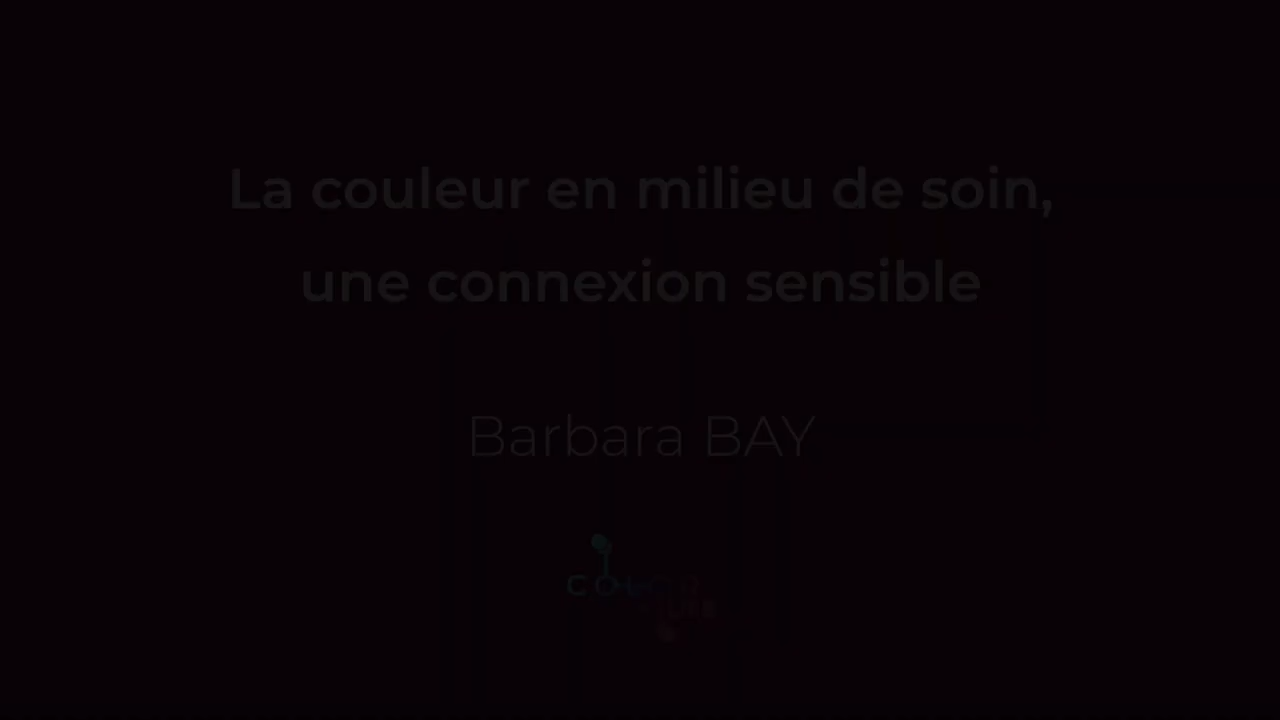 La couleur en milieu de soin,
une connexion sensible
Barbara BAY